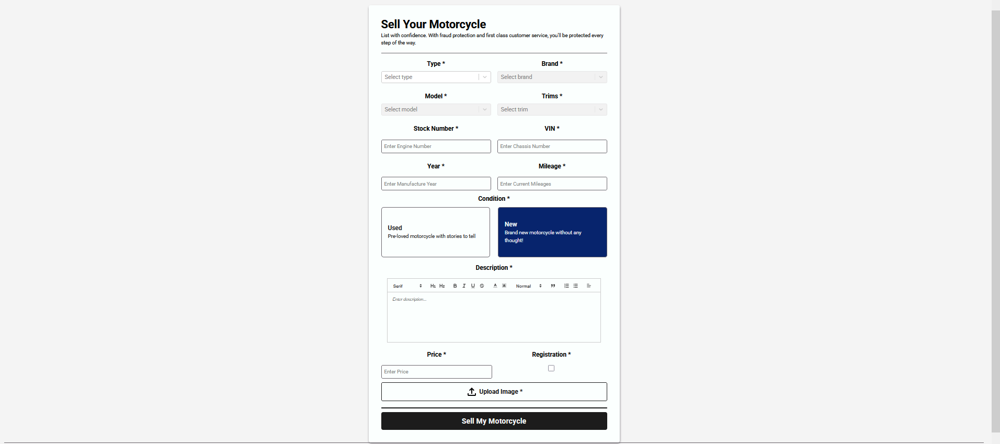 Sell Your Motorcycle
List with confidence. With fraud protection and first class customer service, you'll be protected every
step of the way.
Type *
Brand *
Select type
Select brand
Model *
Trims *
Select model
Select trim
Stock Number *
VIN *
Enter Engine Number
Enter Chassis Number
Year *
Mileage *
Enter Manufacture Year
Enter Current Mileages
Condition *
Used
Pre-loved motorcycle with stories to tell
New
Brand new motorcycle without any
thought!
Description *
Serif H1 H2 B I U S A A Normal
Enter description...
Price *
Registration *
Enter Price
Upload Image *
Sell My Motorcycle